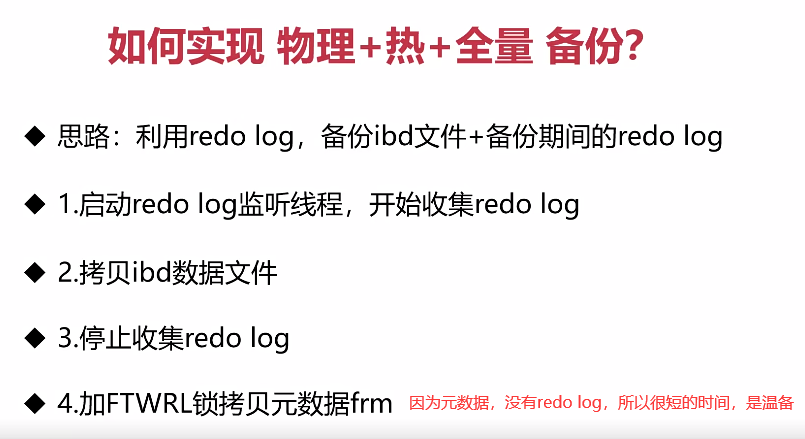 如何实现 物理+热+全量 备份？
◆ 思路：利用redo log，备份ibd文件+备份期间的redo log
◆ 1.启动redo log监听线程，开始收集redo log
◆ 2.拷贝ibd数据文件
◆ 3.停止收集redo log
◆ 4.加FTWRL锁拷贝元数据frm 因为元数据，没有redo log，所以很短的时间，是温备